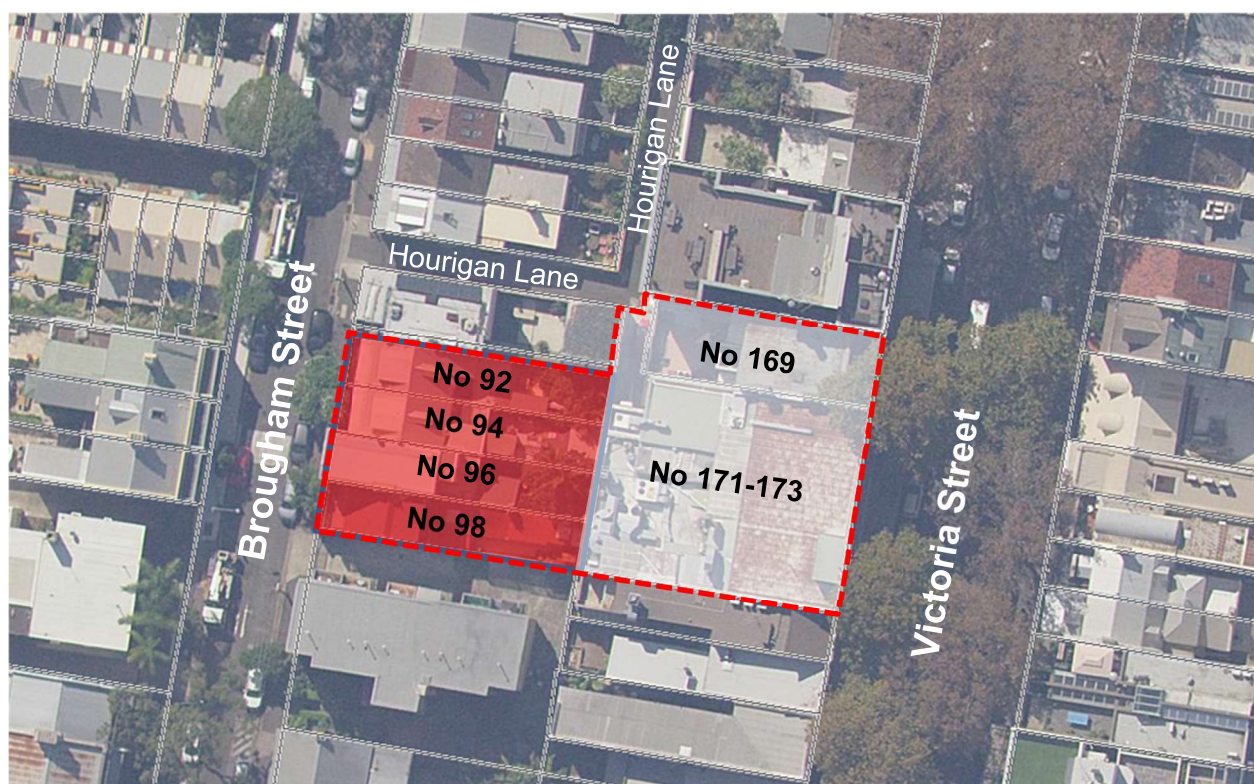 Hourigan Lane
Hourigan Lane
Brougham Street
No 92
No 94
No 96
No 98
No 169
No 171-173
Victoria Street